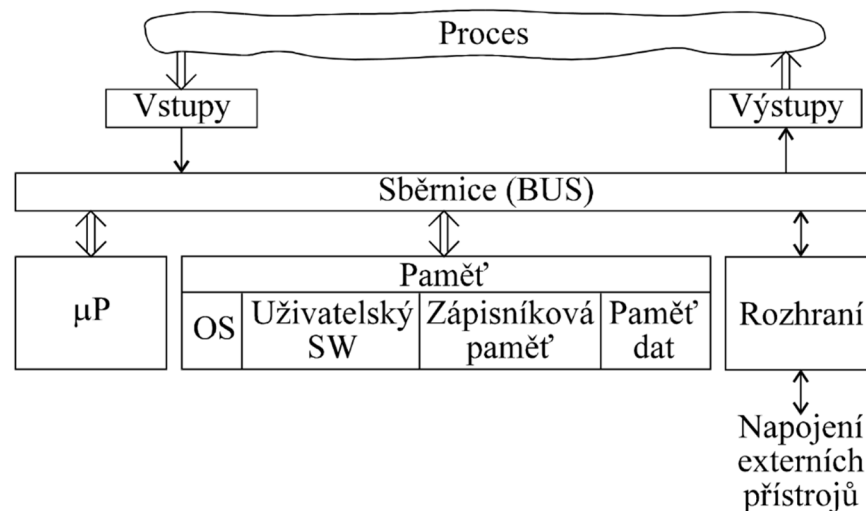 Proces
Vstupy
Výstupy
Sběrnice (BUS)
μP
Paměť
OS
Uživatelský
SW
Zápisníková
paměť
Paměť
dat
Rozhraní
Napojení
externích
přístrojů